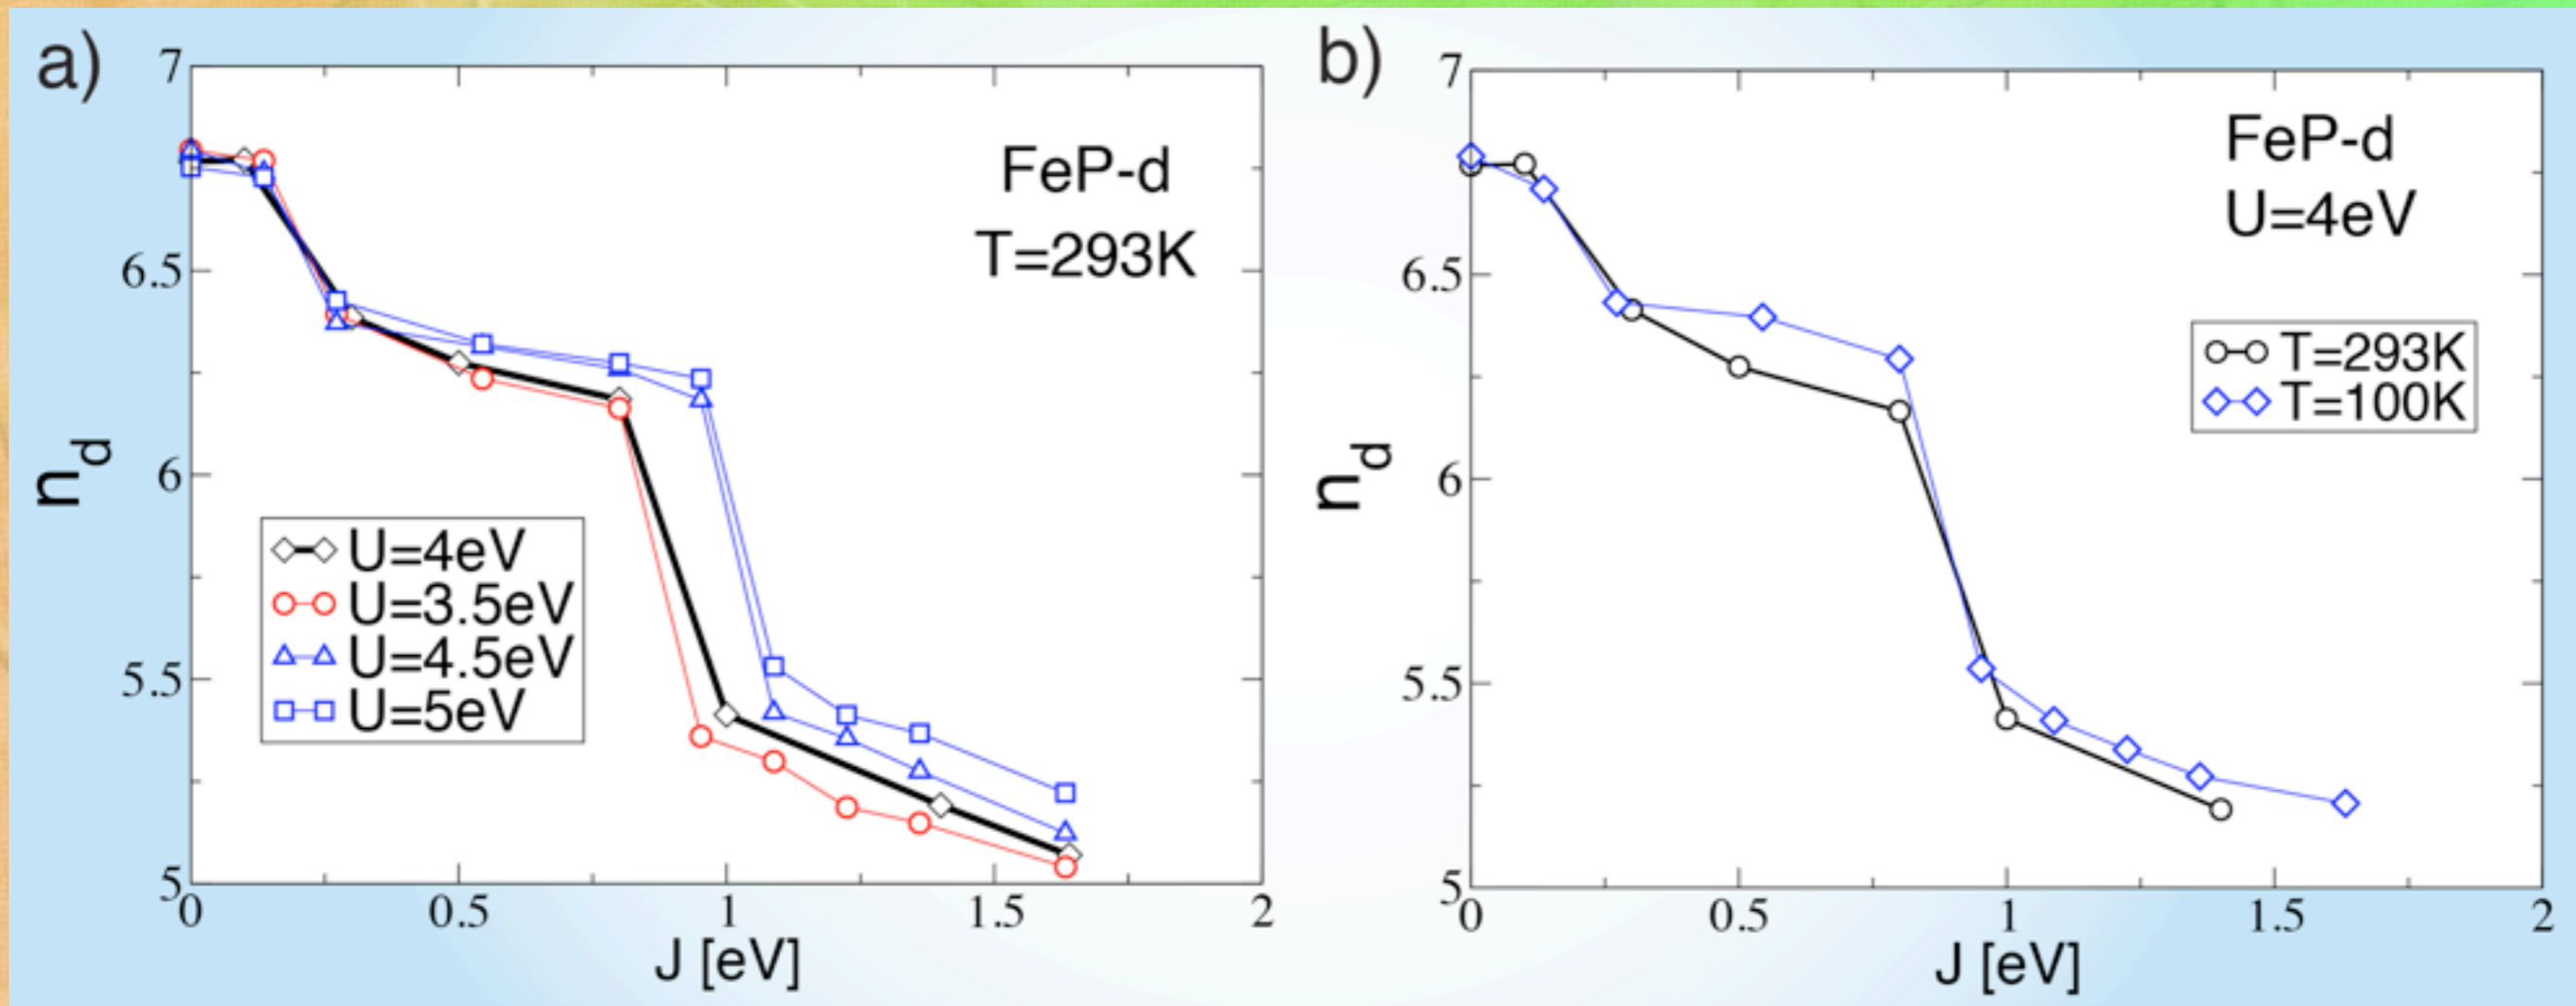 a)
7
6.5
6
5.5
5
n_d
FeP-d
T=293K
U=4eV
U=3.5eV
U=4.5eV
U=5eV
0 0.5 1 1.5 2
J [eV]
b)
7
6.5
6
5.5
5
n_d
FeP-d
U=4eV
T=293K
T=100K
0 0.5 1 1.5 2
J [eV]